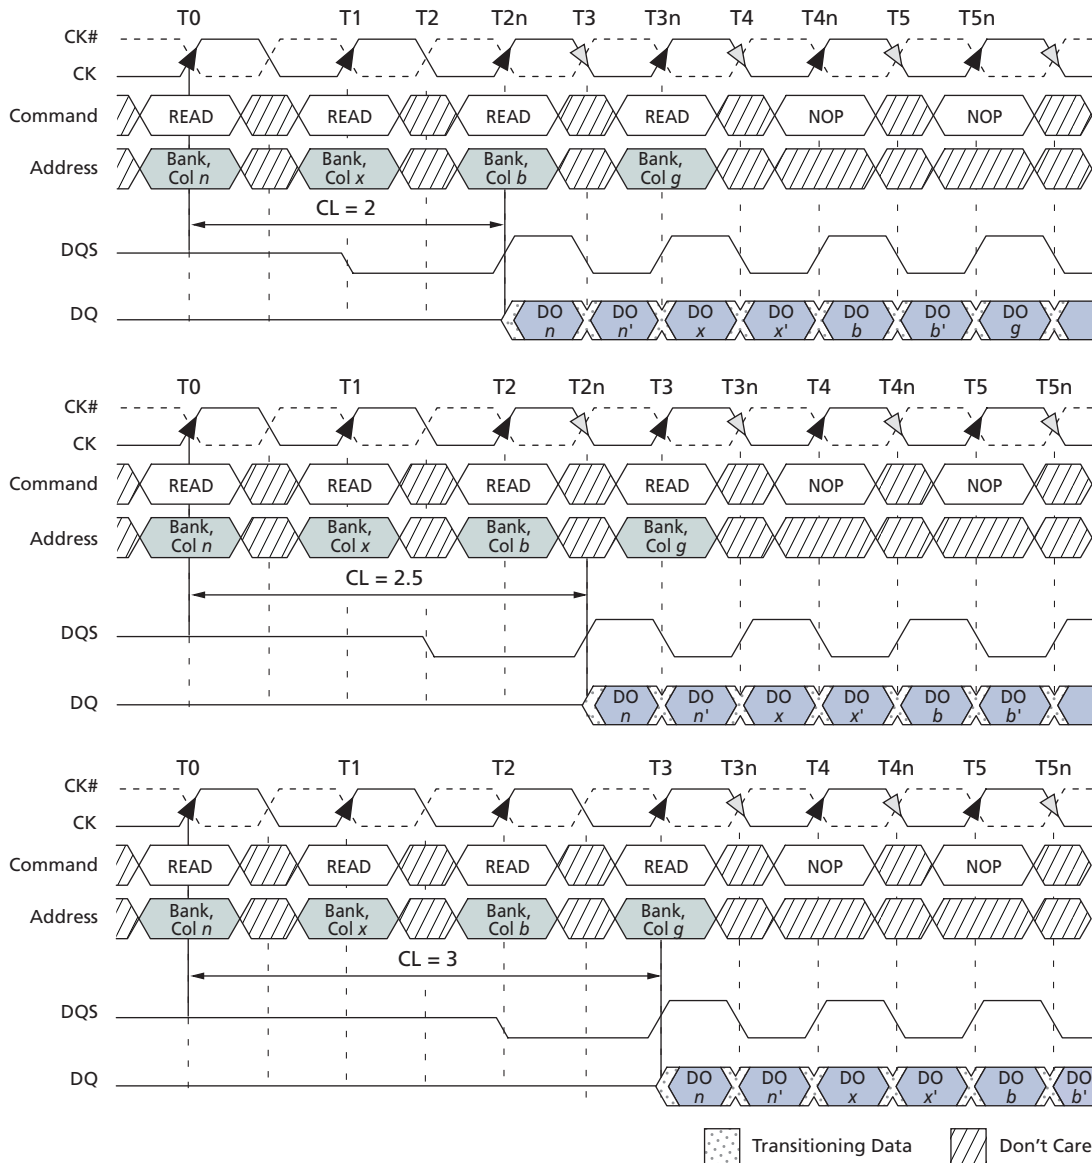 T0 T1 T2 T2n T3 T3n T4 T4n T5 T5n
CK#
CK
Command READ READ READ READ NOP NOP
Address Bank, Col n Bank, Col x Bank, Col b Bank, Col g
CL = 2
DQS
DQ DO n DO n' DO x DO x' DO b DO b' DO g
T0 T1 T2 T2n T3 T3n T4 T4n T5 T5n
CK#
CK
Command READ READ READ READ NOP NOP
Address Bank, Col n Bank, Col x Bank, Col b Bank, Col g
CL = 2.5
DQS
DQ DO n DO n' DO x DO x' DO b DO b'
T0 T1 T2 T3 T3n T4 T4n T5 T5n
CK#
CK
Command READ READ READ READ NOP NOP
Address Bank, Col n Bank, Col x Bank, Col b Bank, Col g
CL = 3
DQS
DQ DO n DO n' DO x DO x' DO b DO b'
Transitioning Data Don't Care